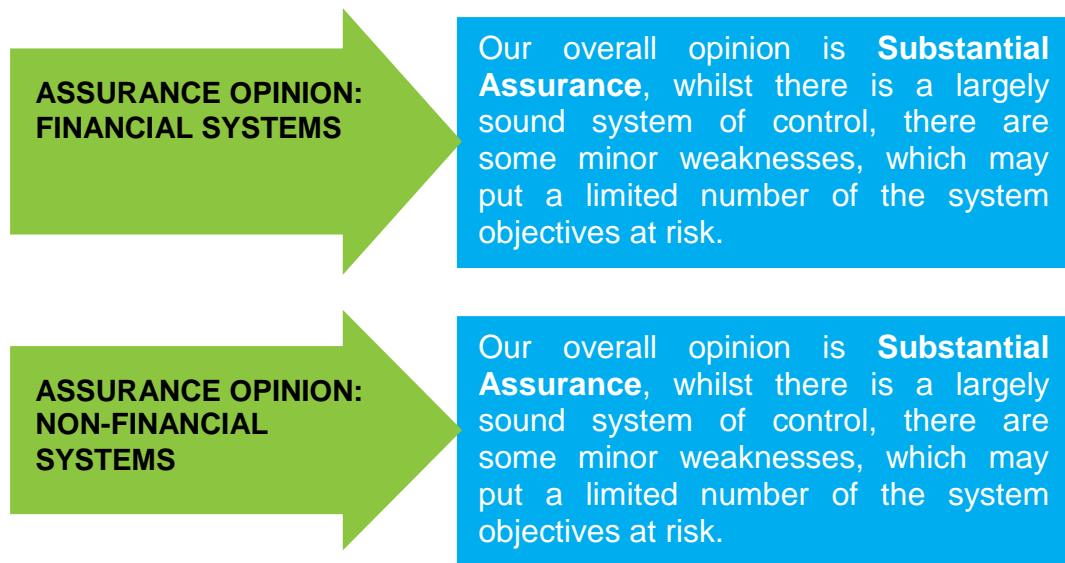 ASSURANCE OPINION:
FINANCIAL SYSTEMS
Our overall opinion is Substantial
Assurance, whilst there is a largely
sound system of control, there are
some minor weaknesses, which may
put a limited number of the system
objectives at risk.
ASSURANCE OPINION:
NON-FINANCIAL
SYSTEMS
Our overall opinion is Substantial
Assurance, whilst there is a largely
sound system of control, there are
some minor weaknesses, which may
put a limited number of the system
objectives at risk.